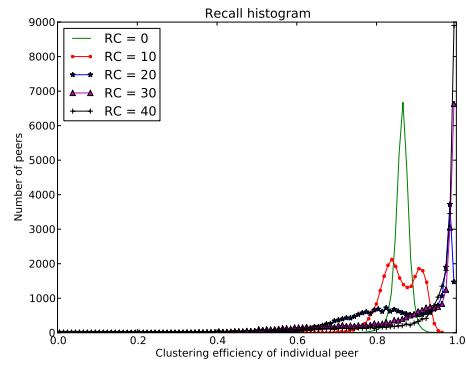 Recall histogram
9000
8000
7000
6000
5000
4000
3000
2000
1000
0
Number of peers
RC = 0
RC = 10
RC = 20
RC = 30
RC = 40
0.0 0.2 0.4 0.6 0.8 1.0
Clustering efficiency of individual peer